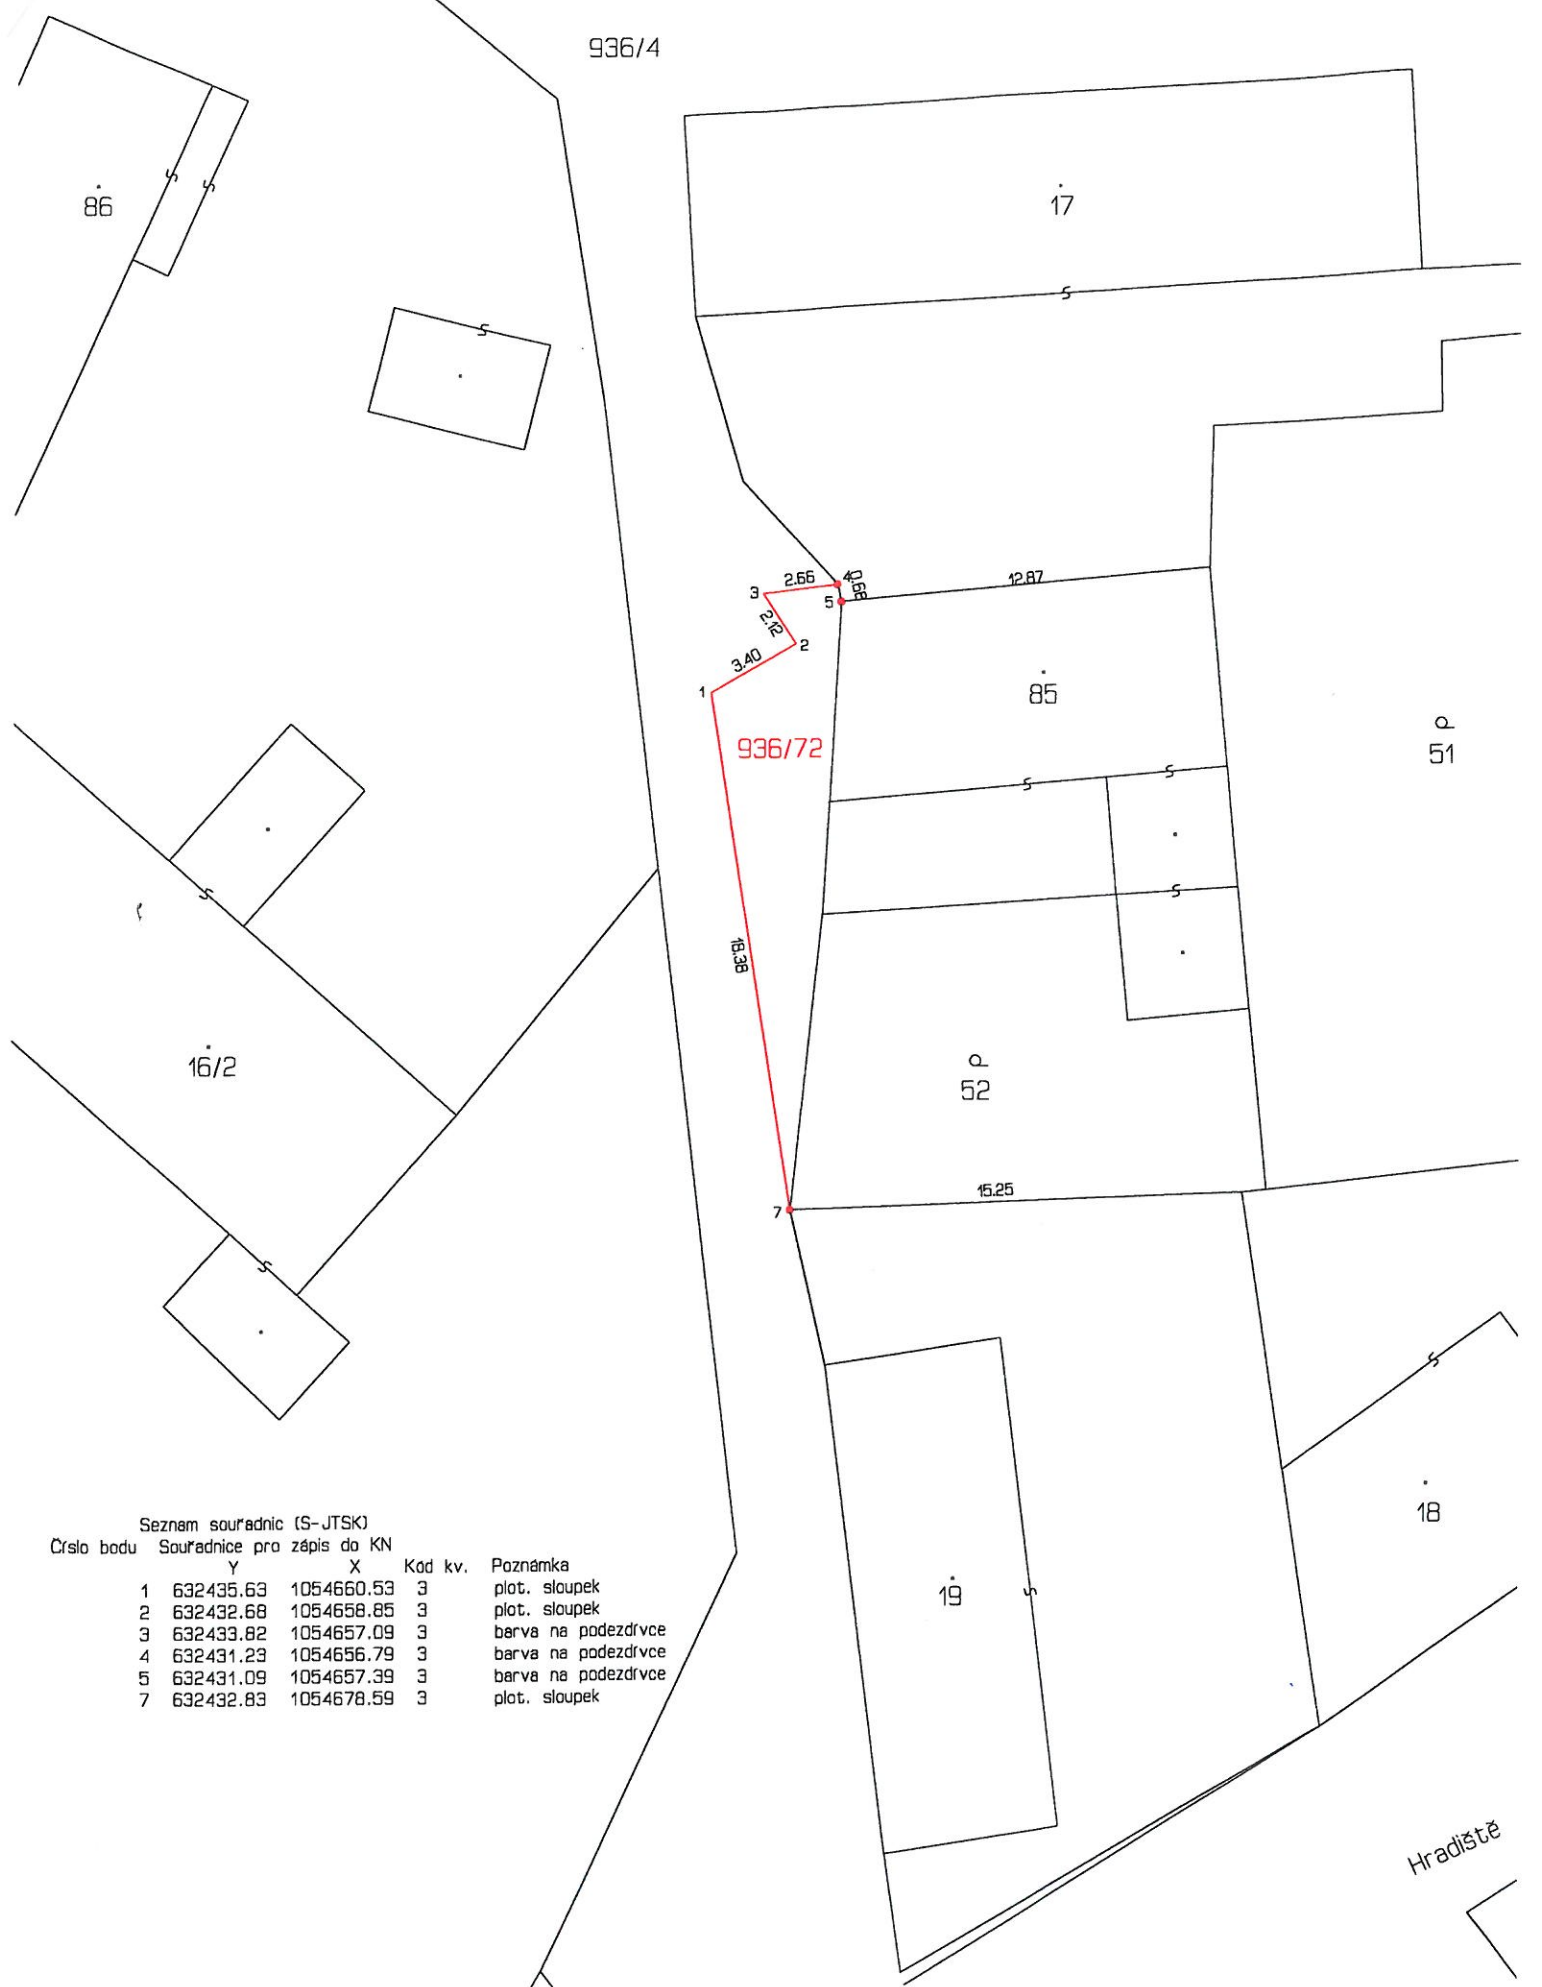 936/4
17
86
4
2.66
0.68
12.87
3
5
2.12
2
3.40
1
85
936/72
51
18.38
16/2
52
15.25
7
18
19
Seznam souřadnic (S-JTSK)
Číslo bodu Souřadnice pro zápis do KN
Y X Kód kv. Poznámka
1 632435.63 1054660.53 3 plot. sloupek
2 632432.68 1054658.85 3 plot. sloupek
3 632433.82 1054657.09 3 barva na podezdívce
4 632431.23 1054656.79 3 barva na podezdívce
5 632431.09 1054657.39 3 barva na podezdívce
7 632432.83 1054678.59 3 plot. sloupek
Hradiště